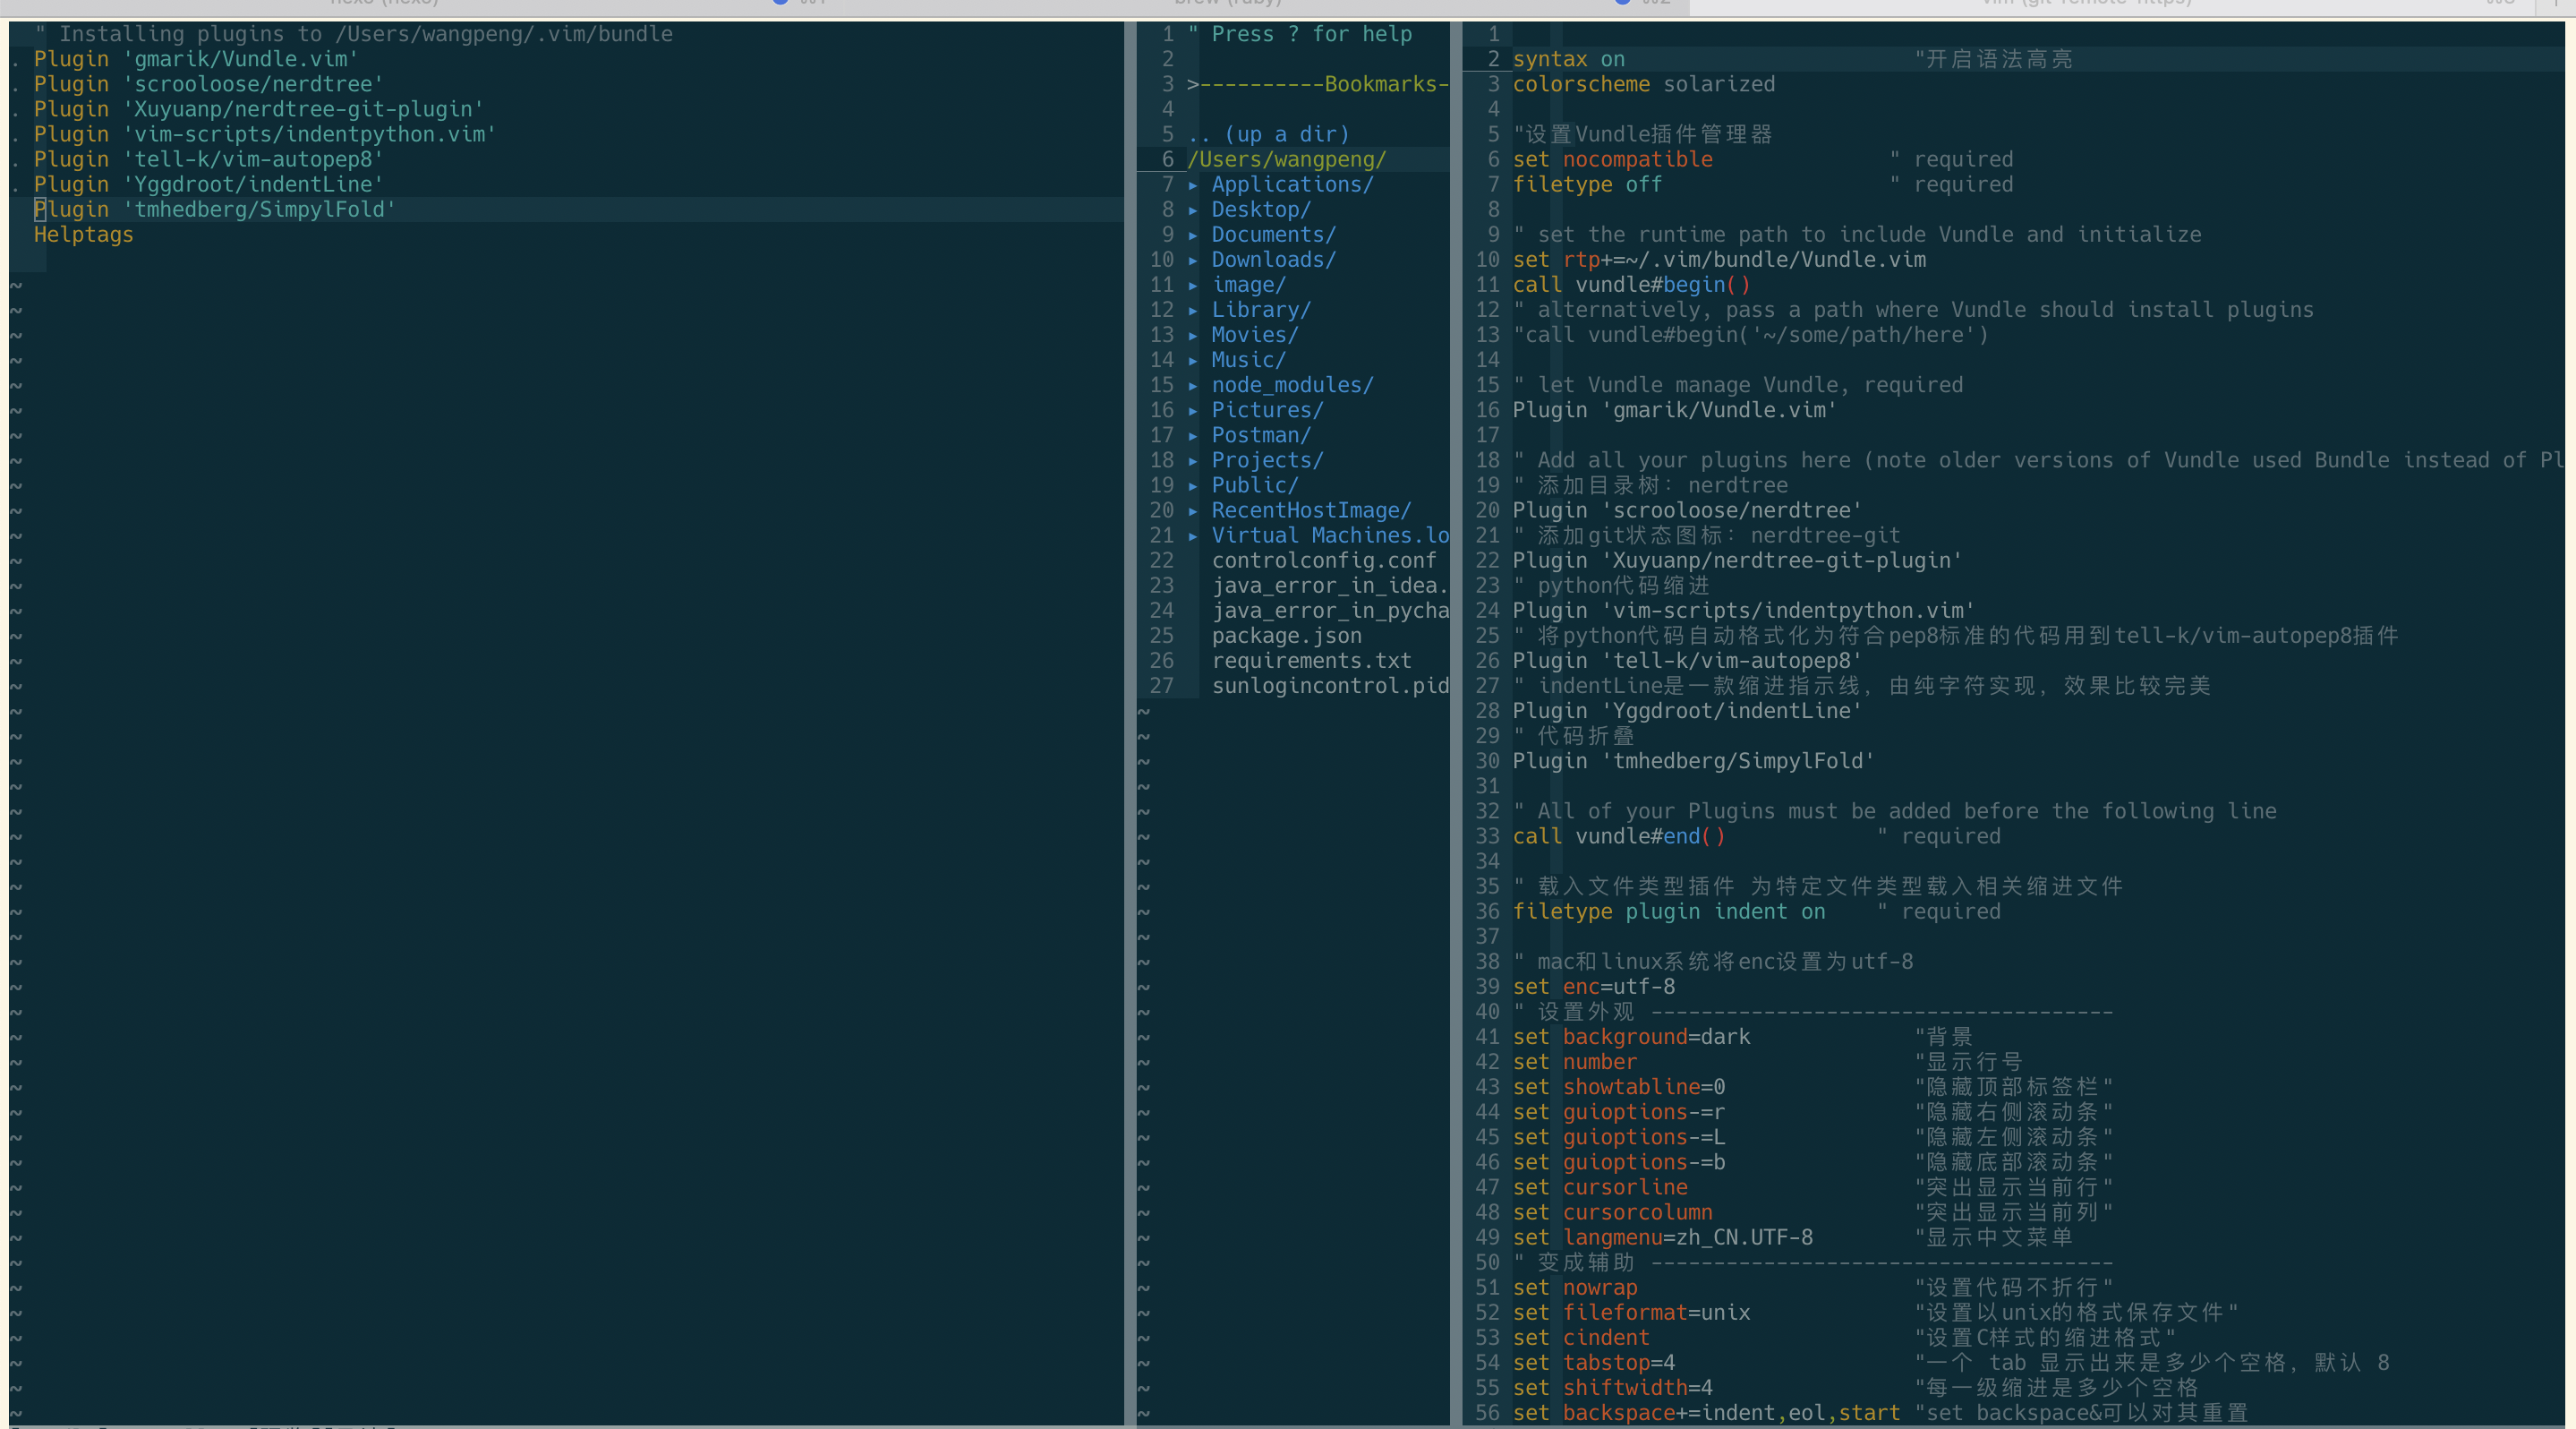 " Installing plugins to /Users/wangpeng/.vim/bundle
. Plugin 'gmarik/Vundle.vim'
. Plugin 'scrooloose/nerdtree'
. Plugin 'Xuyuanp/nerdtree-git-plugin'
. Plugin 'vim-scripts/indentpython.vim'
. Plugin 'tell-k/vim-autopep8'
. Plugin 'Yggdroot/indentLine'
Plugin 'tmhedberg/SimpylFold'
Helptags
1 " Press ? for help
2
3 >----------Bookmarks-
4
5 .. (up a dir)
6 /Users/wangpeng/
7 ▸ Applications/
8 ▸ Desktop/
9 ▸ Documents/
10 ▸ Downloads/
11 ▸ image/
12 ▸ Library/
13 ▸ Movies/
14 ▸ Music/
15 ▸ node_modules/
16 ▸ Pictures/
17 ▸ Postman/
18 ▸ Projects/
19 ▸ Public/
20 ▸ RecentHostImage/
21 ▸ Virtual Machines.lo
22 controlconfig.conf
23 java_error_in_idea.
24 java_error_in_pycha
25 package.json
26 requirements.txt
27 sunlogincontrol.pid
1
2 syntax on "开启语法高亮
3 colorscheme solarized
4
5 "设置Vundle插件管理器
6 set nocompatible " required
7 filetype off " required
8
9 " set the runtime path to include Vundle and initialize
10 set rtp+=~/.vim/bundle/Vundle.vim
11 call vundle#begin()
12 " alternatively, pass a path where Vundle should install plugins
13 "call vundle#begin('~/some/path/here')
14
15 " let Vundle manage Vundle, required
16 Plugin 'gmarik/Vundle.vim'
17
18 " Add all your plugins here (note older versions of Vundle used Bundle instead of Pl
19 " 添加目录树：nerdtree
20 Plugin 'scrooloose/nerdtree'
21 " 添加git状态图标：nerdtree-git
22 Plugin 'Xuyuanp/nerdtree-git-plugin'
23 " python代码缩进
24 Plugin 'vim-scripts/indentpython.vim'
25 " 将python代码自动格式化为符合pep8标准的代码用到tell-k/vim-autopep8插件
26 Plugin 'tell-k/vim-autopep8'
27 " indentLine是一款缩进指示线，由纯字符实现，效果比较完美
28 Plugin 'Yggdroot/indentLine'
29 " 代码折叠
30 Plugin 'tmhedberg/SimpylFold'
31
32 " All of your Plugins must be added before the following line
33 call vundle#end() " required
34
35 " 载入文件类型插件 为特定文件类型载入相关缩进文件
36 filetype plugin indent on " required
37
38 " mac和linux系统将enc设置为utf-8
39 set enc=utf-8
40 " 设置外观 -------------------------------------
41 set background=dark "背景
42 set number "显示行号
43 set showtabline=0 "隐藏顶部标签栏"
44 set guioptions-=r "隐藏右侧滚动条"
45 set guioptions-=L "隐藏左侧滚动条"
46 set guioptions-=b "隐藏底部滚动条"
47 set cursorline "突出显示当前行"
48 set cursorcolumn "突出显示当前列"
49 set langmenu=zh_CN.UTF-8 "显示中文菜单
50 " 变成辅助 -------------------------------------
51 set nowrap "设置代码不折行"
52 set fileformat=unix "设置以unix的格式保存文件"
53 set cindent "设置C样式的缩进格式"
54 set tabstop=4 "一个 tab 显示出来是多少个空格，默认 8
55 set shiftwidth=4 "每一级缩进是多少个空格
56 set backspace+=indent,eol,start "set backspace&可以对其重置